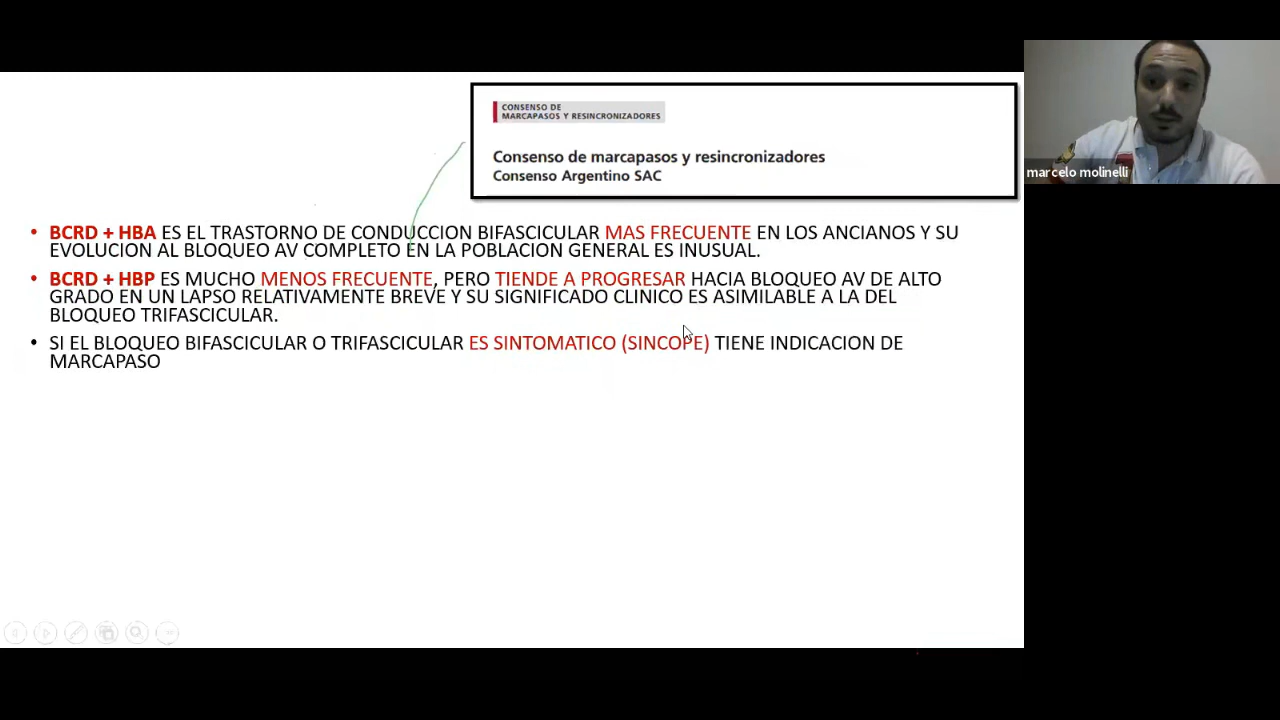 CONSENSO DE
MARCAPASOS Y RESINCRONIZADORES
Consenso de marcapasos y resincronizadores
Consenso Argentino SAC
marcelo molinelli
• BCRD + HBA ES EL TRASTORNO DE CONDUCCION BIFASCICULAR MAS FRECUENTE EN LOS ANCIANOS Y SU
EVOLUCION AL BLOQUEO AV COMPLETO EN LA POBLACION GENERAL ES INUSUAL.
• BCRD + HBP ES MUCHO MENOS FRECUENTE, PERO TIENDE A PROGRESAR HACIA BLOQUEO AV DE ALTO
GRADO EN UN LAPSO RELATIVAMENTE BREVE Y SU SIGNIFICADO CLINICO ES ASIMILABLE A LA DEL
BLOQUEO TRIFASCICULAR.
• SI EL BLOQUEO BIFASCICULAR O TRIFASCICULAR ES SINTOMATICO (SINCOPE) TIENE INDICACION DE
MARCAPASO